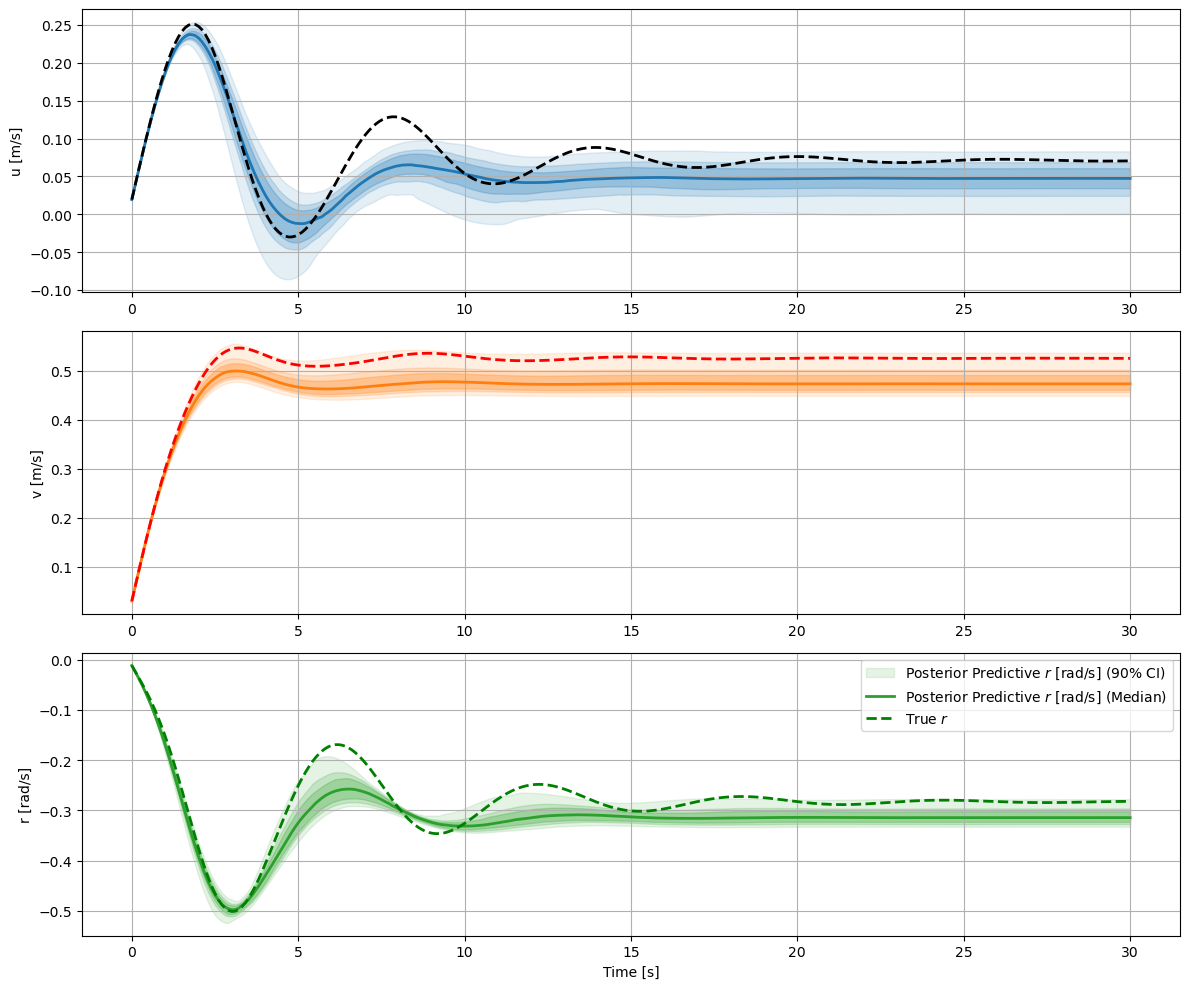 0.25
0.20
0.15
0.10
0.05
0.00
−0.05
−0.10
u [m/s]
0 5 10 15 20 25 30
0.5
0.4
0.3
0.2
0.1
v [m/s]
0 5 10 15 20 25 30
0.0
−0.1
−0.2
−0.3
−0.4
−0.5
r [rad/s]
Posterior Predictive r [rad/s] (90% CI)
Posterior Predictive r [rad/s] (Median)
True r
0 5 10 15 20 25 30
Time [s]